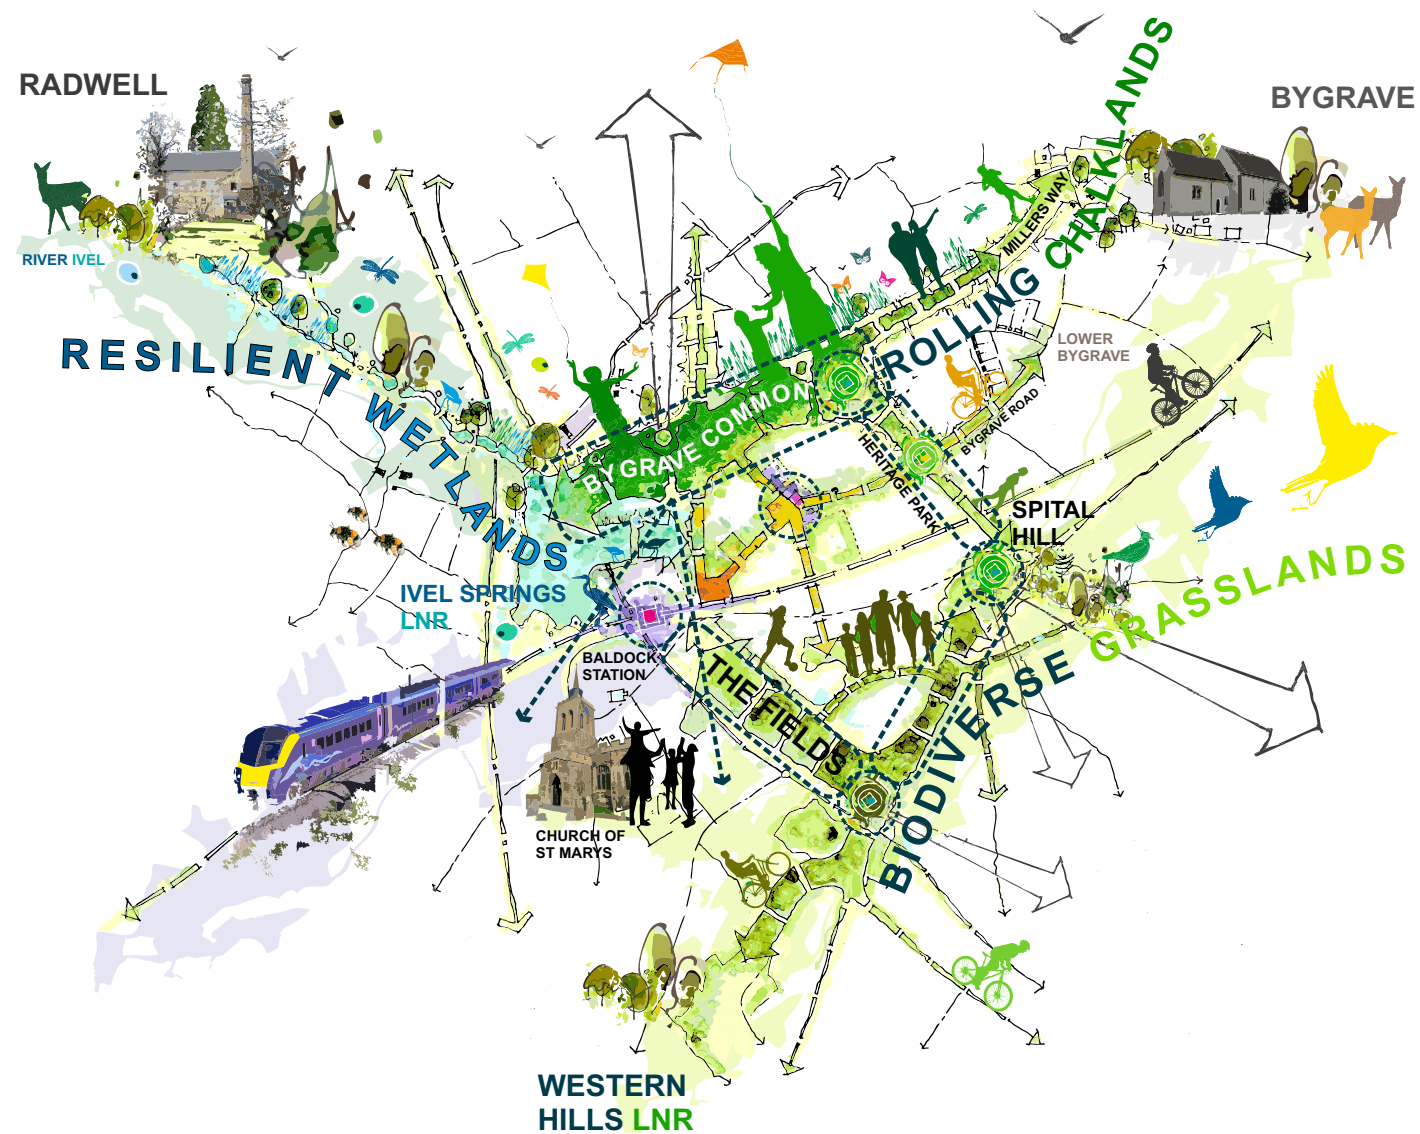 RADWELL
BYGRAVE
RIVER IVEL
RESILIENT WETLANDS
ROLLING CHALKLANDS
MILLERS WAY
LOWER
BYGRAVE
BYGRAVE COMMON
BYGRAVE ROAD
HERITAGE PARK
SPITAL
HILL
IVEL SPRINGS
LNR
BIODIVERSE GRASSLANDS
BALDOCK
STATION
THE FIELDS
CHURCH OF
ST MARYS
WESTERN
HILLS LNR